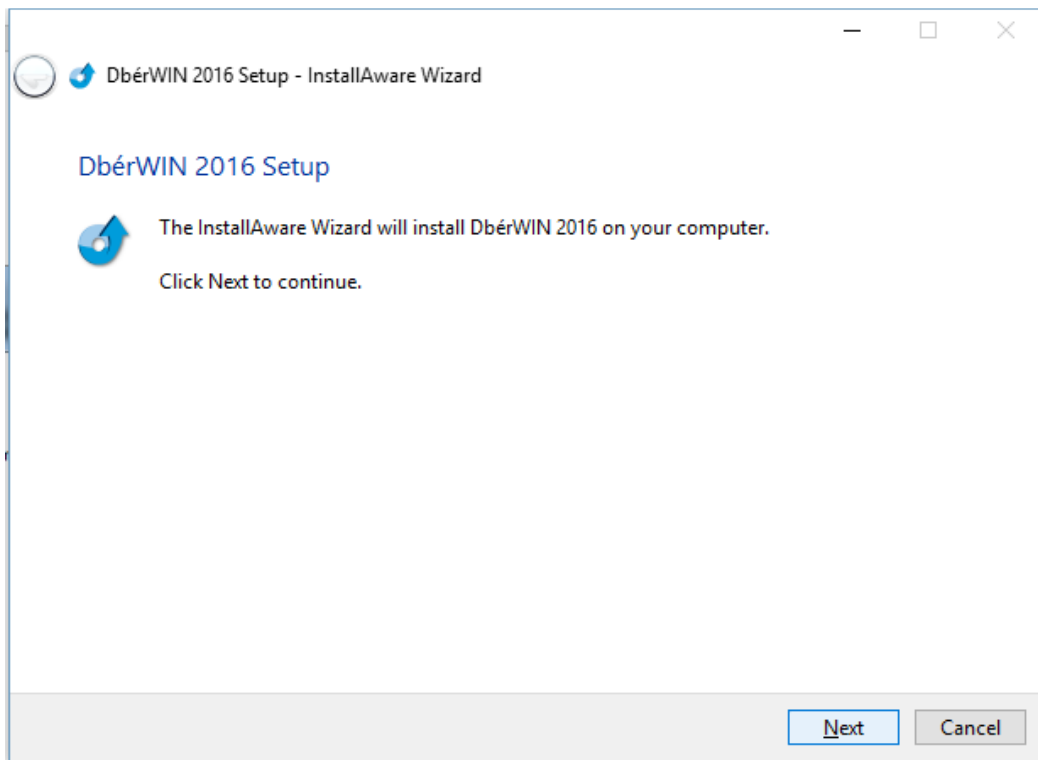 DbérWIN 2016 Setup - InstallAware Wizard
DbérWIN 2016 Setup
The InstallAware Wizard will install DbérWIN 2016 on your computer.
Click Next to continue.
Next
Cancel